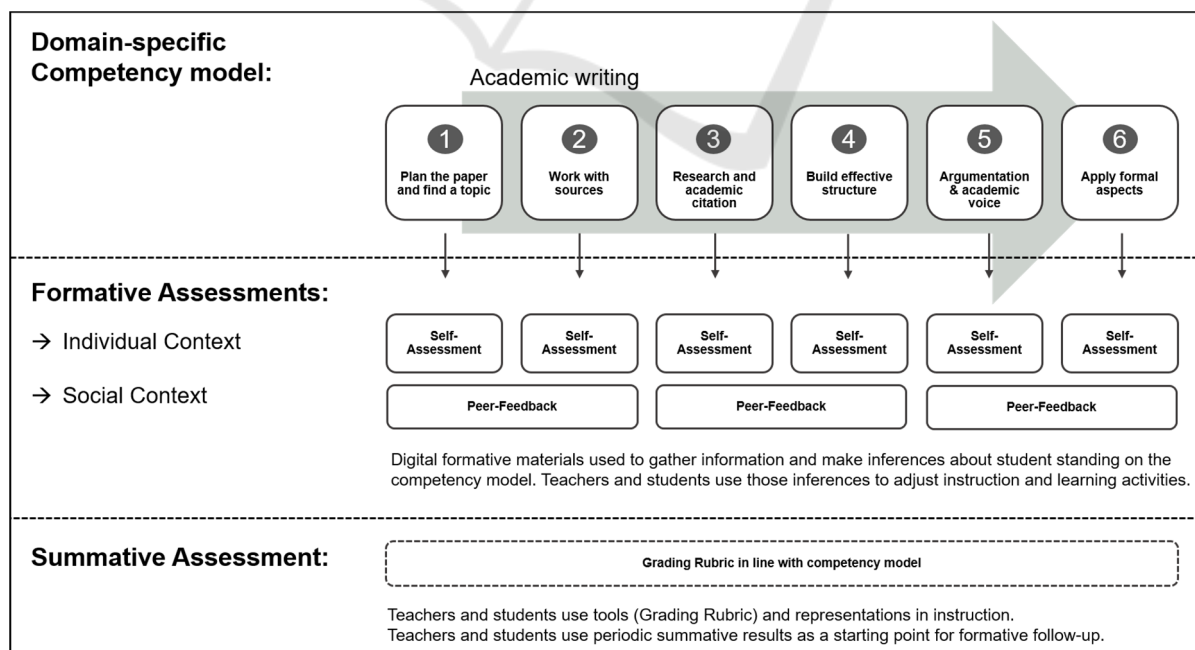 Domain-specific
Competency model:
Academic writing
1
Plan the paper
and find a topic
2
Work with
sources
3
Research and
academic
citation
4
Build effective
structure
5
Argumentation
& academic
voice
6
Apply formal
aspects
Formative Assessments:
→ Individual Context
Self-
Assessment
Self-
Assessment
Self-
Assessment
Self-
Assessment
Self-
Assessment
Self-
Assessment
→ Social Context
Peer-Feedback
Peer-Feedback
Peer-Feedback
Digital formative materials used to gather information and make inferences about student standing on the
competency model. Teachers and students use those inferences to adjust instruction and learning activities.
Summative Assessment:
Grading Rubric in line with competency model
Teachers and students use tools (Grading Rubric) and representations in instruction.
Teachers and students use periodic summative results as a starting point for formative follow-up.